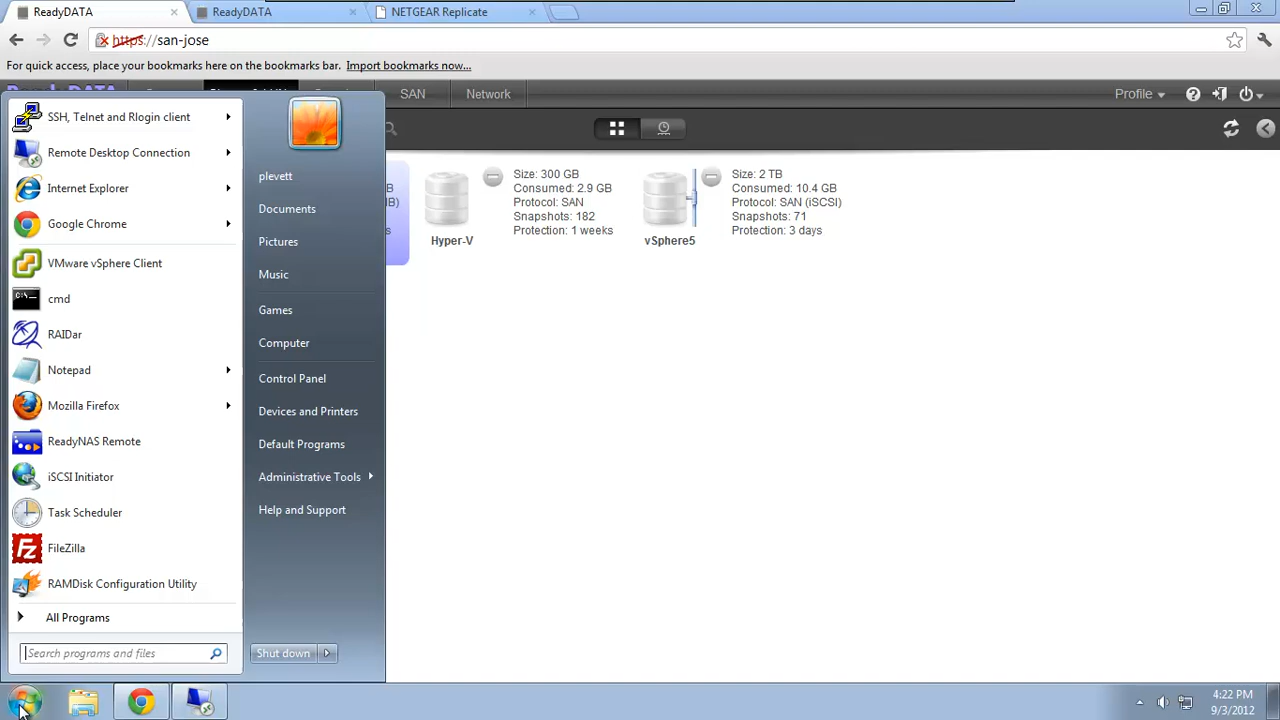 ReadyDATA
ReadyDATA
NETGEAR Replicate
https://san-jose
For quick access, place your bookmarks here on the bookmarks bar. Import bookmarks now...
SAN
Network
Profile
Size: 300 GB
Consumed: 2.9 GB
Protocol: SAN
Snapshots: 182
Protection: 1 weeks
Hyper-V
Size: 2 TB
Consumed: 10.4 GB
Protocol: SAN (iSCSI)
Snapshots: 71
Protection: 3 days
vSphere5
SSH, Telnet and Rlogin client
Remote Desktop Connection
Internet Explorer
Google Chrome
VMware vSphere Client
cmd
RAIDar
Notepad
Mozilla Firefox
ReadyNAS Remote
iSCSI Initiator
Task Scheduler
FileZilla
RAMDisk Configuration Utility
All Programs
Search programs and files
plevett
Documents
Pictures
Music
Games
Computer
Control Panel
Devices and Printers
Default Programs
Administrative Tools
Help and Support
Shut down
4:22 PM
9/3/2012